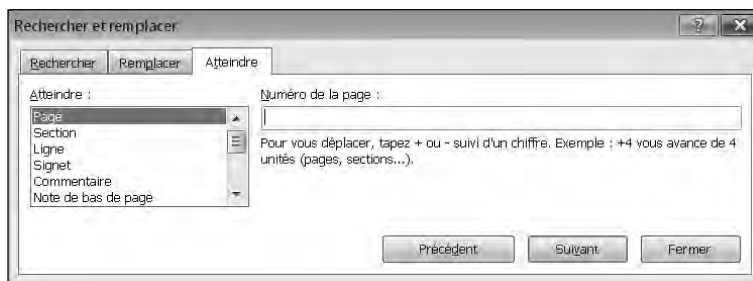 Rechercher et remplacer
Rechercher Remplacer Atteindre
Atteindre : Numéro de la page :
Page
Section
Ligne
Signet
Commentaire
Note de bas de page
Pour vous déplacer, tapez + ou - suivi d'un chiffre. Exemple : +4 vous avance de 4
unités (pages, sections...).
Précédent Suivant Fermer